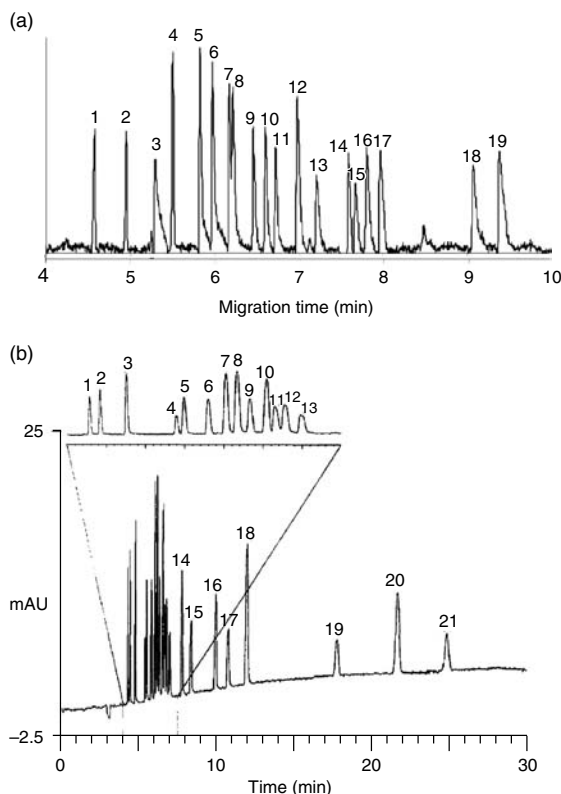 (a)
1 2 3 4 5 6 7 8 9 10 11 12 13 14 15 16 17 18 19
4 5 6 7 8 9 10
Migration time (min)
(b)
1 2 3 4 5 6 7 8 9 10 11 12 13
25
14 15 16 17 18 19 20 21
mAU
–2.5
0 10 20 30
Time (min)